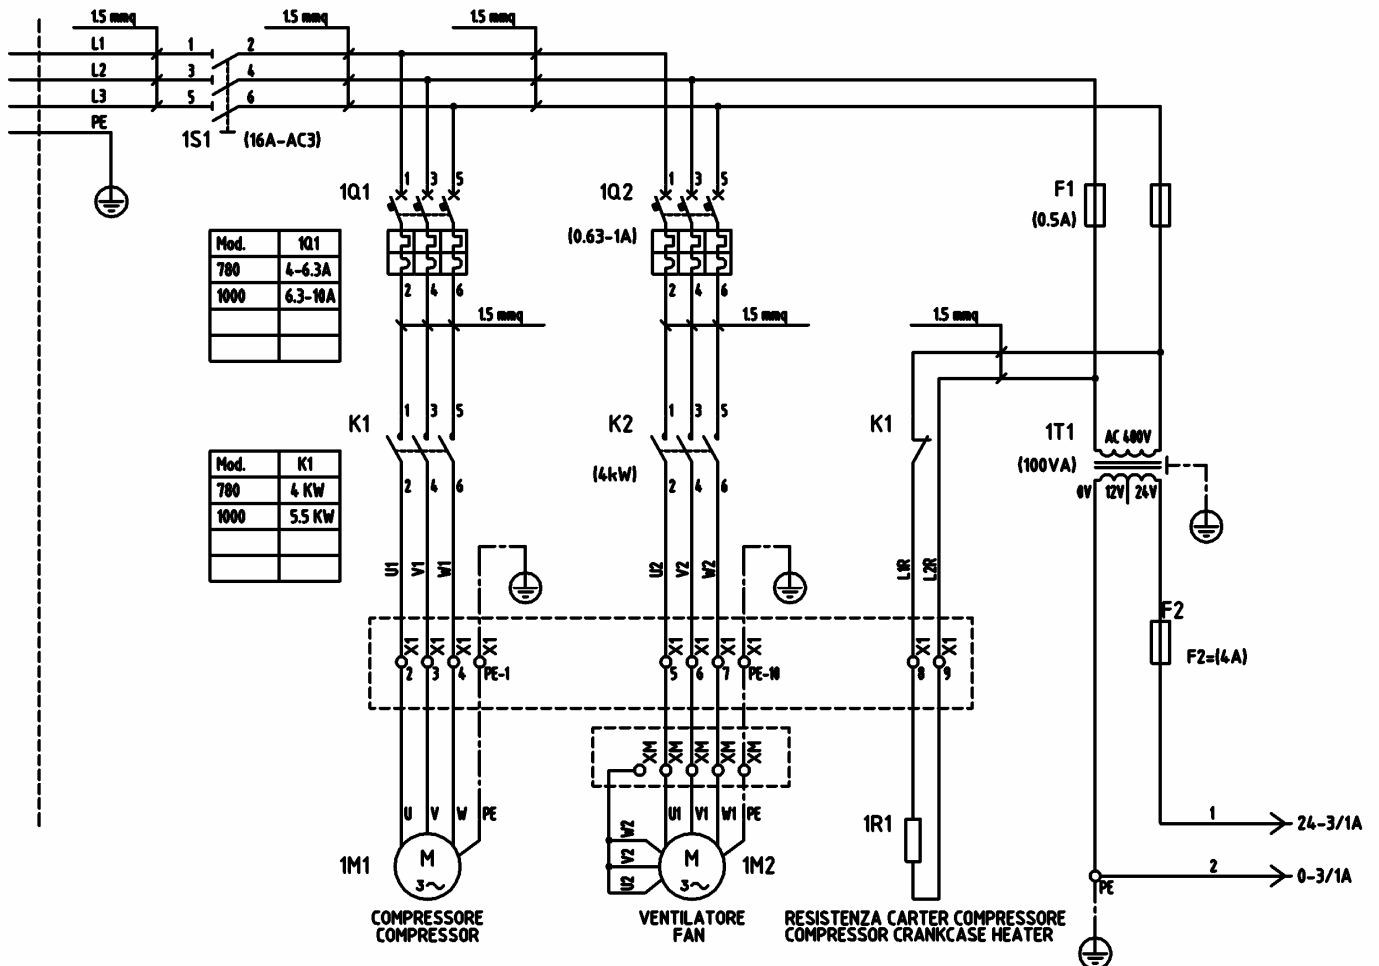 1.5 mmq 1.5 mmq 1.5 mmq
L1 1 2
L2 3 4
L3 5 6
PE
1S1 (16A-AC3)
1Q1 1 3 5
1Q2 1 3 5
(0.63-1A)
F1
(0.5A)
Mod. 1Q1
780 4-6.3A
1000 6.3-10A
2 4 6
2 4 6
1.5 mmq 1.5 mmq 1.5 mmq
K1 1 3 5
K2 1 3 5
(4kW)
K1
1T1 AC 400V
(100VA)
0V 12V 24V
Mod. K1
780 4 KW
1000 5.5 KW
2 4 6
2 4 6
U1 V1 W1
U2 V2 W2
L1R L2R
F2
F2=(4A)
X1 X1 X1 X1
2 3 4 PE-1
X1 X1 X1 X1
5 6 7 PE-10
X1 X1
8 9
XM XM XM XM XM
U V W PE
U1 V1 W1 PE
W2
V2
U2
1M1 M 3~
M 3~ 1M2
1R1
1 24-3/1A
2 0-3/1A
PE
COMPRESSORE
COMPRESSOR
VENTILATORE
FAN
RESISTENZA CARTER COMPRESSORE
COMPRESSOR CRANKCASE HEATER